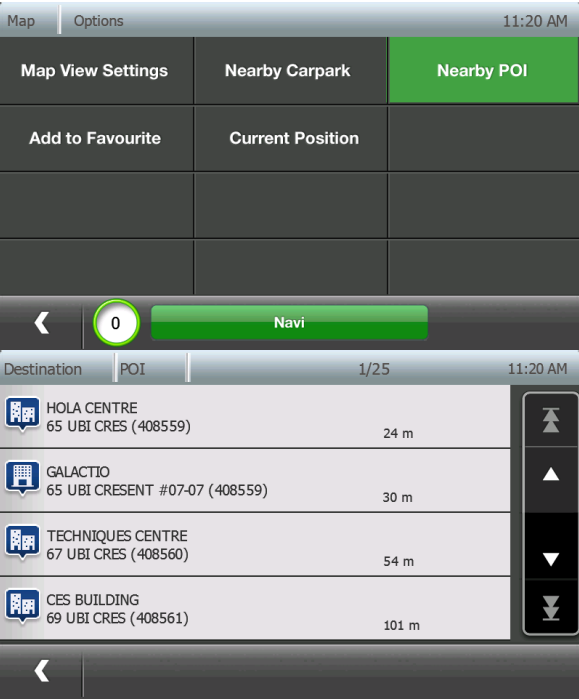 Map Options 11:20 AM
Map View Settings Nearby Carpark Nearby POI
Add to Favourite Current Position
0 Navi
Destination POI 1/25 11:20 AM
HOLA CENTRE
65 UBI CRES (408559) 24 m
GALACTIO
65 UBI CRESENT #07-07 (408559) 30 m
TECHNIQUES CENTRE
67 UBI CRES (408560) 54 m
CES BUILDING
69 UBI CRES (408561) 101 m